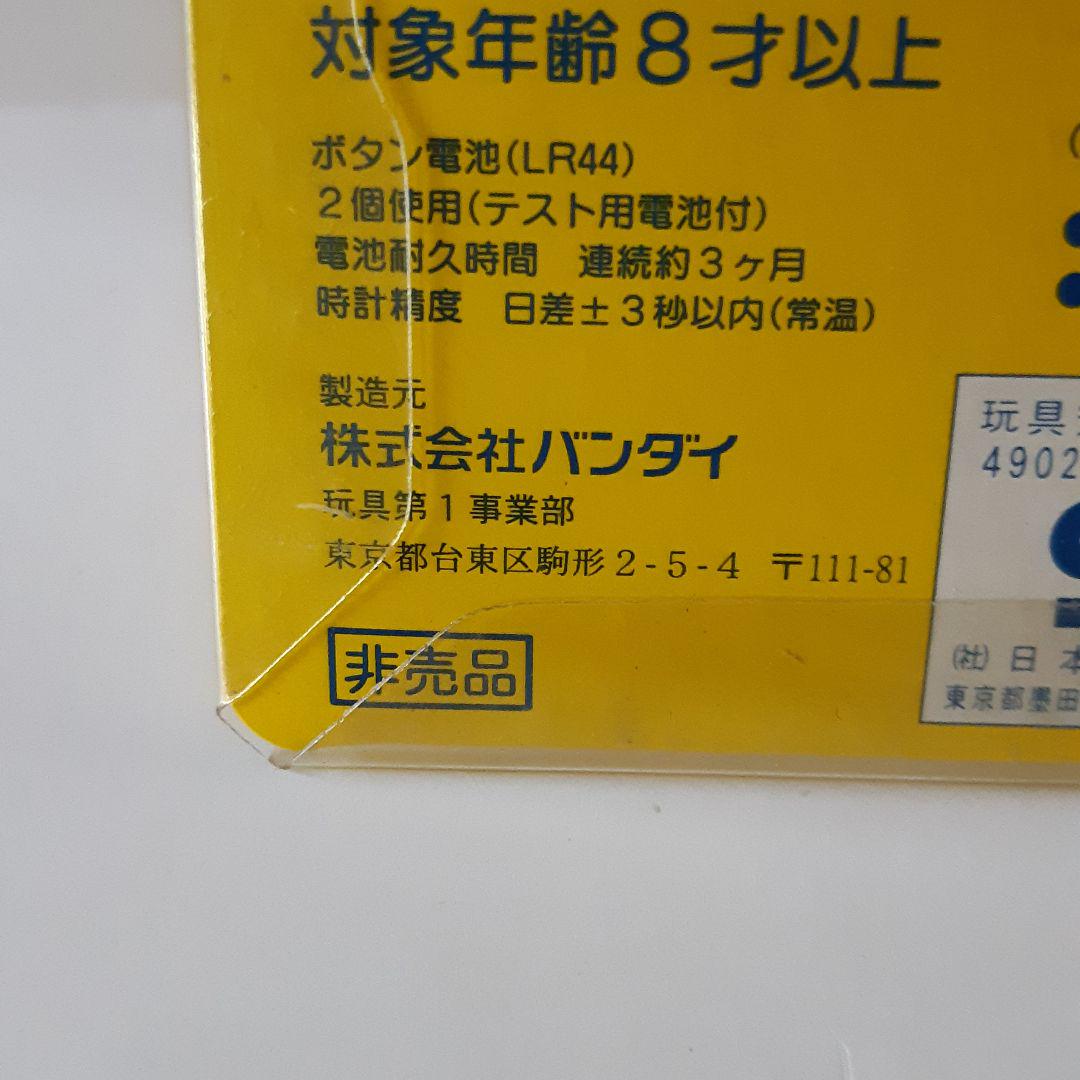 対象年齢8才以上
ボタン電池(LR44)
2個使用(テスト用電池付)
電池耐久時間　連続約3ヶ月
時計精度　日差±3秒以内(常温)
製造元
株式会社バンダイ
玩具第1事業部
東京都台東区駒形2-5-4　〒111-81
非売品
玩具
4902
(社)日本
東京都墨田